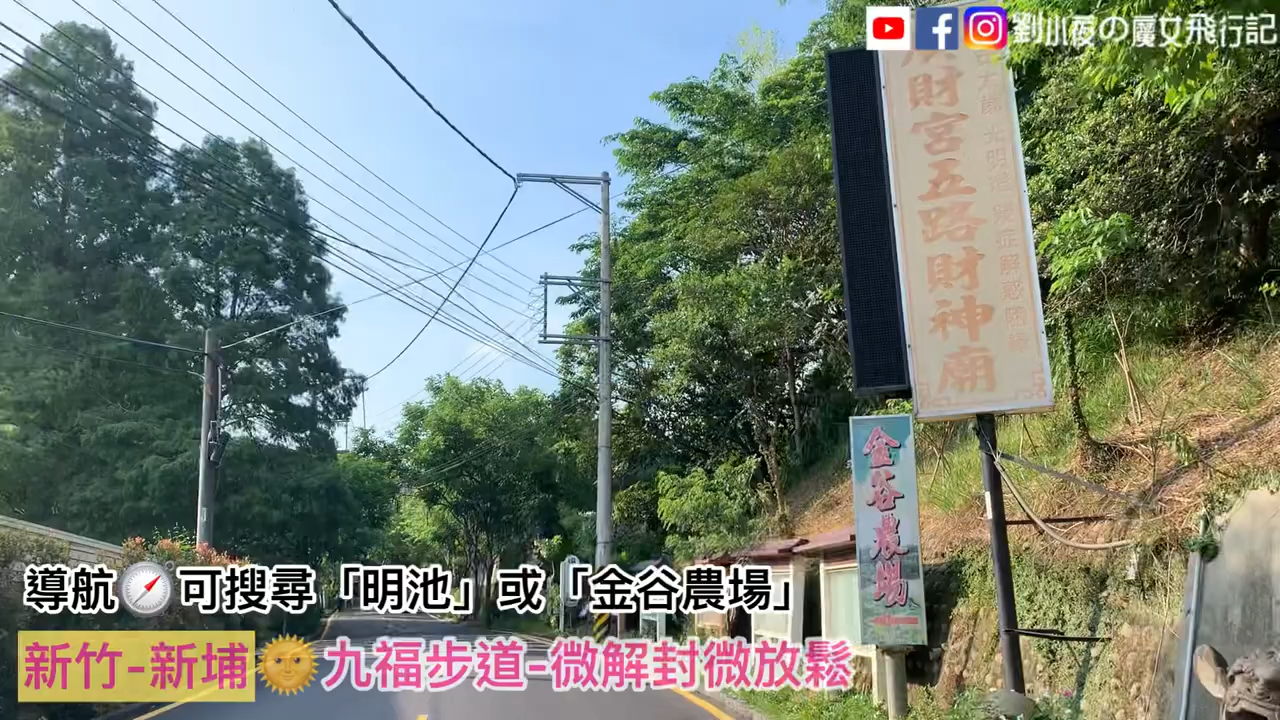 劉小夜の魔女飛行記
財宮五路財神廟
金谷農場
導航🧭可搜尋「明池」或「金谷農場」
新竹-新埔🌞九福步道-微解封微放鬆